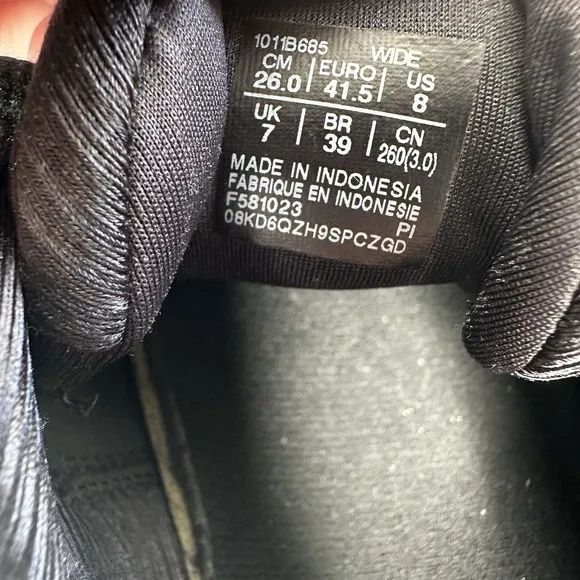 1011B685 WIDE
CM EURO US
26.0 41.5 8
UK BR CN
7 39 260(3.0)
MADE IN INDONESIA
FABRIQUE EN INDONESIE
F581023 PI
08KD6QZH9SPCZGD